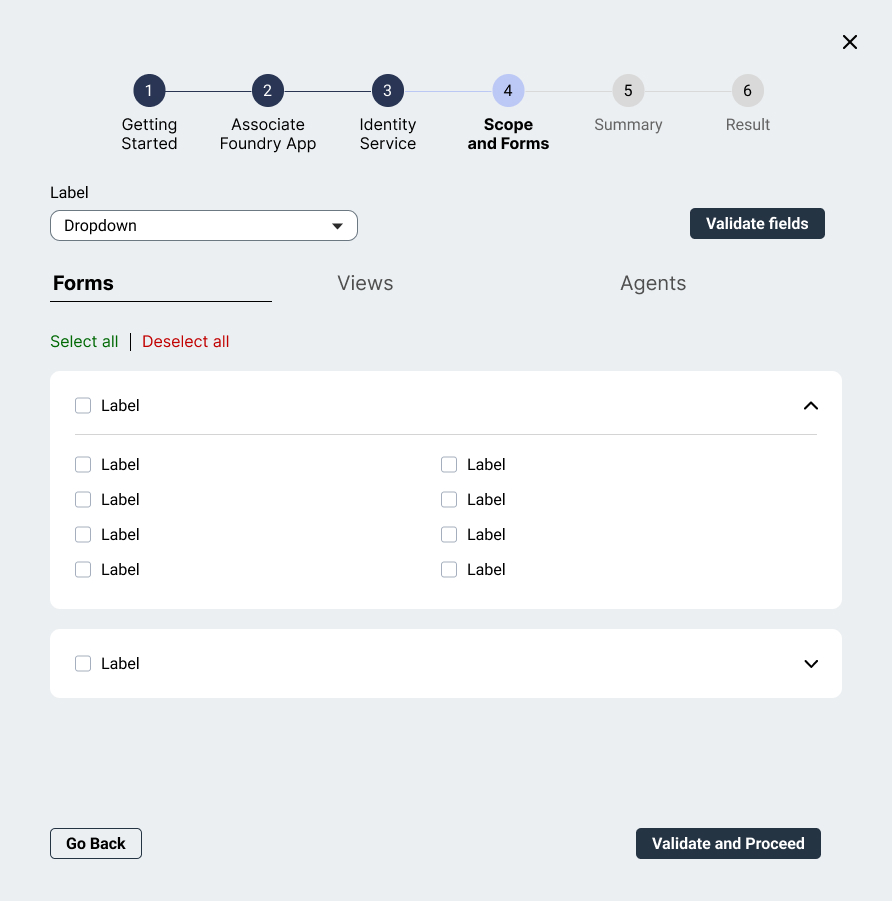 1 2 3 4 5 6
Getting Started
Associate Foundry App
Identity Service
Scope and Forms
Summary
Result
Label
Dropdown
Validate fields
Forms Views Agents
Select all Deselect all
Label
Label Label
Label Label
Label Label
Label Label
Label
Go Back Validate and Proceed